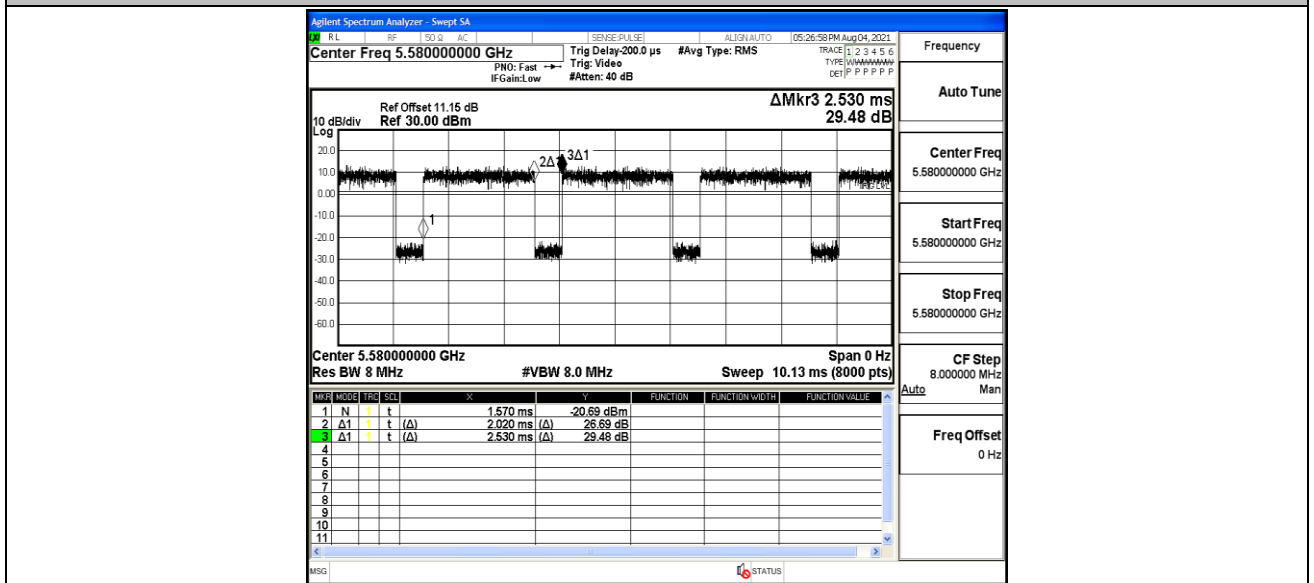 Agilent Spectrum Analyzer - Swept SA
LXI RL RF 50 Ω AC SENSE:PULSE ALIGN AUTO 05:26:58 PM Aug 04, 2021
Center Freq 5.580000000 GHz
PNO: Fast
IFGain:Low
Trig Delay-200.0 µs
Trig: Video
#Atten: 40 dB
#Avg Type: RMS
TRACE 1 2 3 4 5 6
TYPE WWWWWW
DET P P P P P P
Ref Offset 11.15 dB
10 dB/div Ref 30.00 dBm
ΔMkr3 2.530 ms
29.48 dB
Log
20.0
10.0
0.00
-10.0
-20.0
-30.0
-40.0
-50.0
-60.0
1
2Δ1
3Δ1
TRIG LVL
Center 5.580000000 GHz Span 0 Hz
Res BW 8 MHz #VBW 8.0 MHz Sweep 10.13 ms (8000 pts)
MKR MODE TRC SCL X Y FUNCTION FUNCTION WIDTH FUNCTION VALUE
1 N 1 t 1.570 ms -20.69 dBm
2 Δ1 1 t (Δ) 2.020 ms (Δ) 26.69 dB
3 Δ1 1 t (Δ) 2.530 ms (Δ) 29.48 dB
4
5
6
7
8
9
10
11
MSG STATUS
Frequency
Auto Tune
Center Freq
5.580000000 GHz
Start Freq
5.580000000 GHz
Stop Freq
5.580000000 GHz
CF Step
8.000000 MHz
Auto Man
Freq Offset
0 Hz